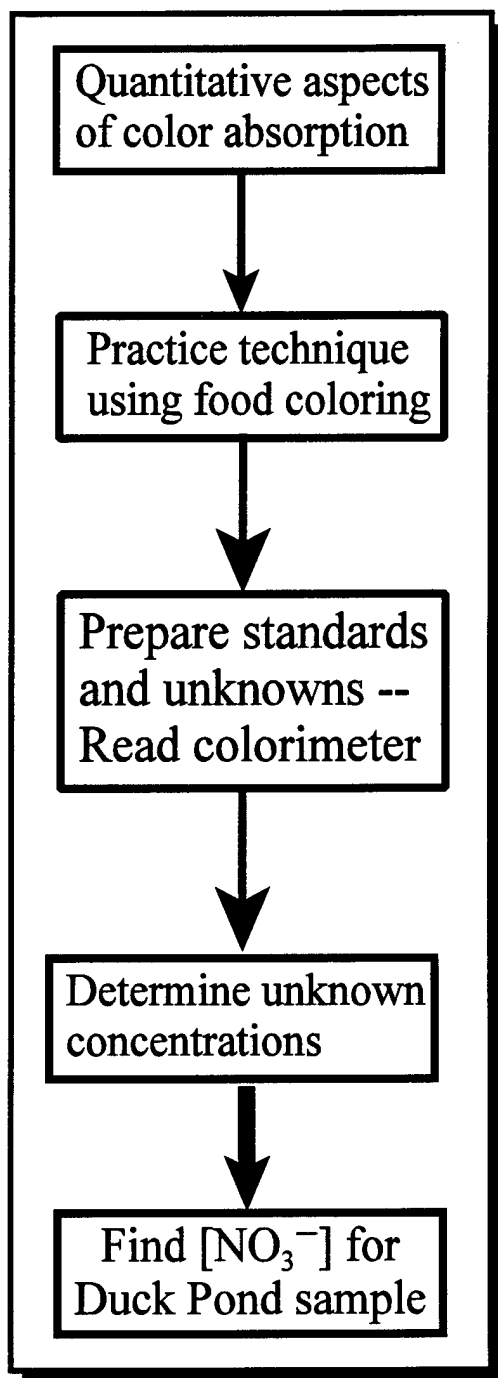 Quantitative aspects
of color absorption
Practice technique
using food coloring
Prepare standards
and unknowns --
Read colorimeter
Determine unknown
concentrations
Find [NO₃⁻] for
Duck Pond sample